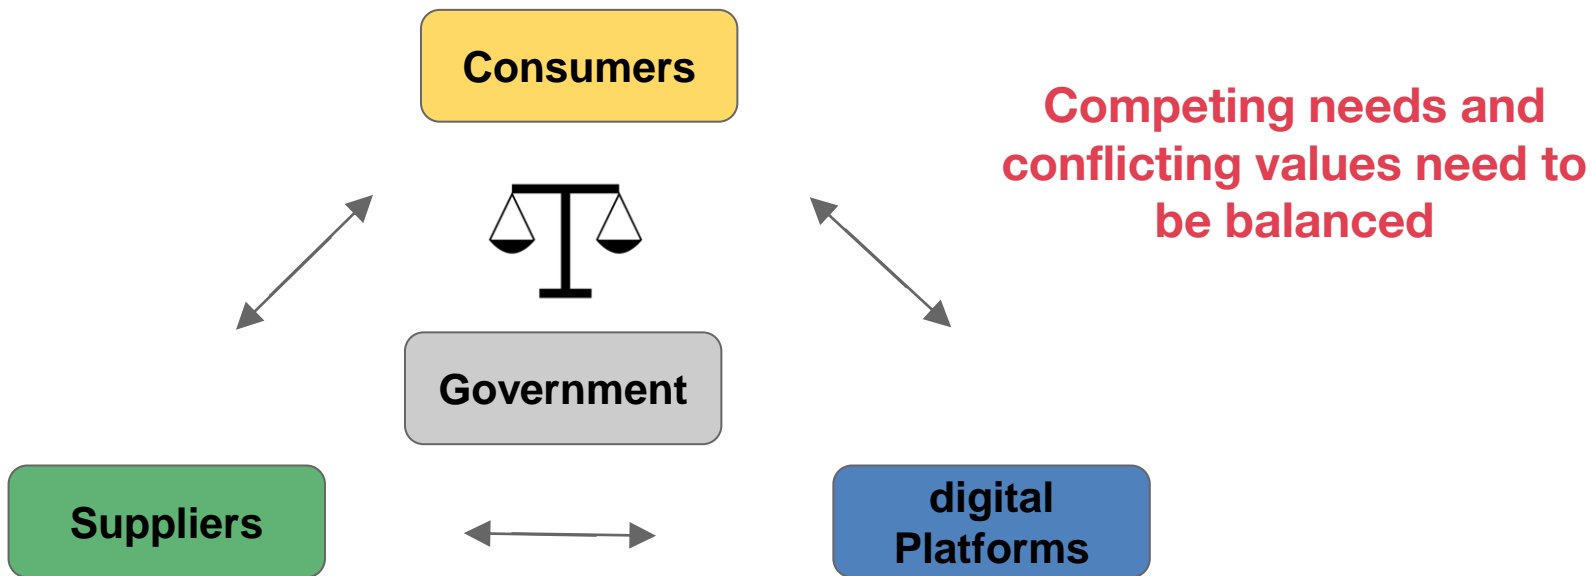 Consumers
Competing needs and
conflicting values need to
be balanced
Government
Suppliers
digital
Platforms